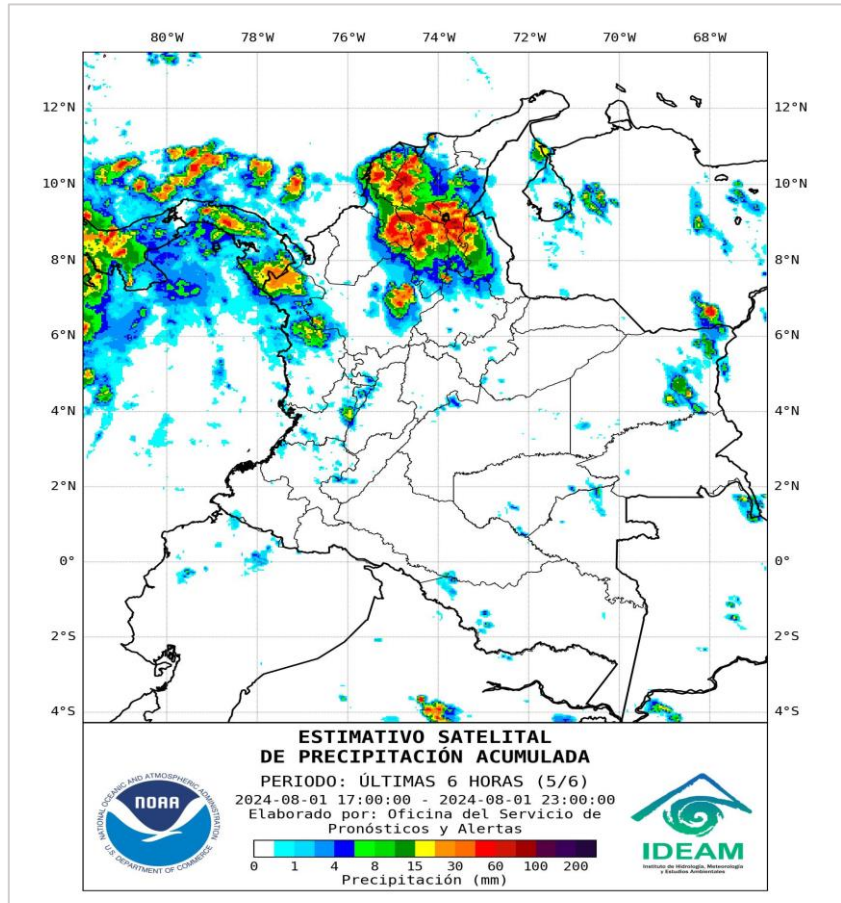 80°W 78°W 76°W 74°W 72°W 70°W 68°W
12°N 12°N
10°N 10°N
8°N 8°N
6°N 6°N
4°N 4°N
2°N 2°N
0° 0°
2°S 2°S
4°S 4°S
ESTIMATIVO SATELITAL
DE PRECIPITACIÓN ACUMULADA
PERIODO: ÚLTIMAS 6 HORAS (5/6)
2024-08-01 17:00:00 - 2024-08-01 23:00:00
Elaborado por: Oficina del Servicio de
Pronósticos y Alertas
0 1 4 8 15 30 60 100 200
Precipitación (mm)
NATIONAL OCEANIC AND ATMOSPHERIC ADMINISTRATION
NOAA
U.S. DEPARTMENT OF COMMERCE
IDEAM
Instituto de Hidrología, Meteorología
y Estudios Ambientales